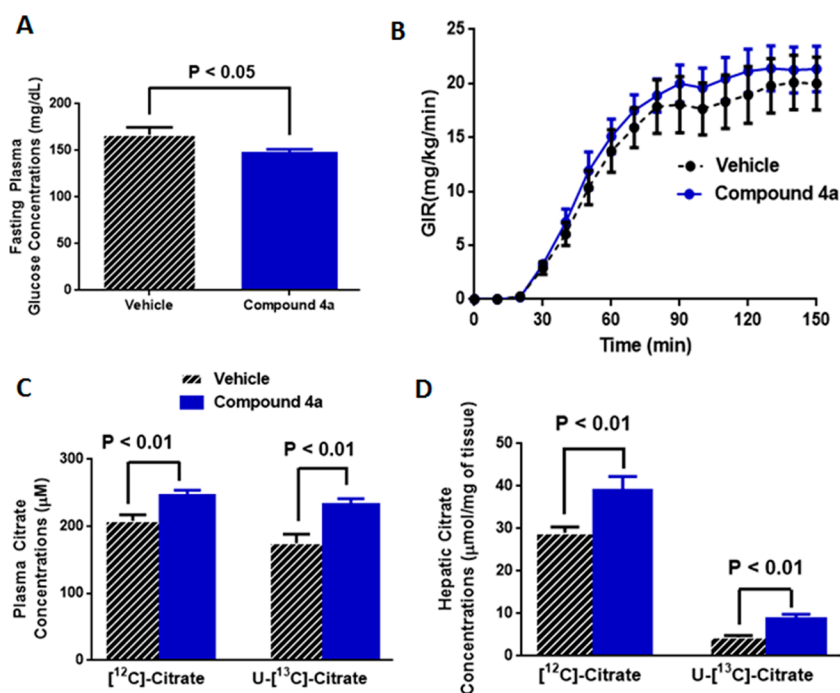 A
P < 0.05
Fasting Plasma
Glucose Concentrations (mg/dL)
200
150
100
50
0
Vehicle
Compound 4a
B
GIR(mg/kg/min)
25
20
15
10
5
0
Vehicle
Compound 4a
0
30
60
90
120
150
Time (min)
C
Vehicle
Compound 4a
P < 0.01
P < 0.01
Plasma Citrate
Concentrations (µM)
300
200
100
0
[¹²C]-Citrate
U-[¹³C]-Citrate
D
P < 0.01
P < 0.01
Hepatic Citrate
Concentrations (µmol/mg of tissue)
50
40
30
20
10
0
[¹²C]-Citrate
U-[¹³C]-Citrate